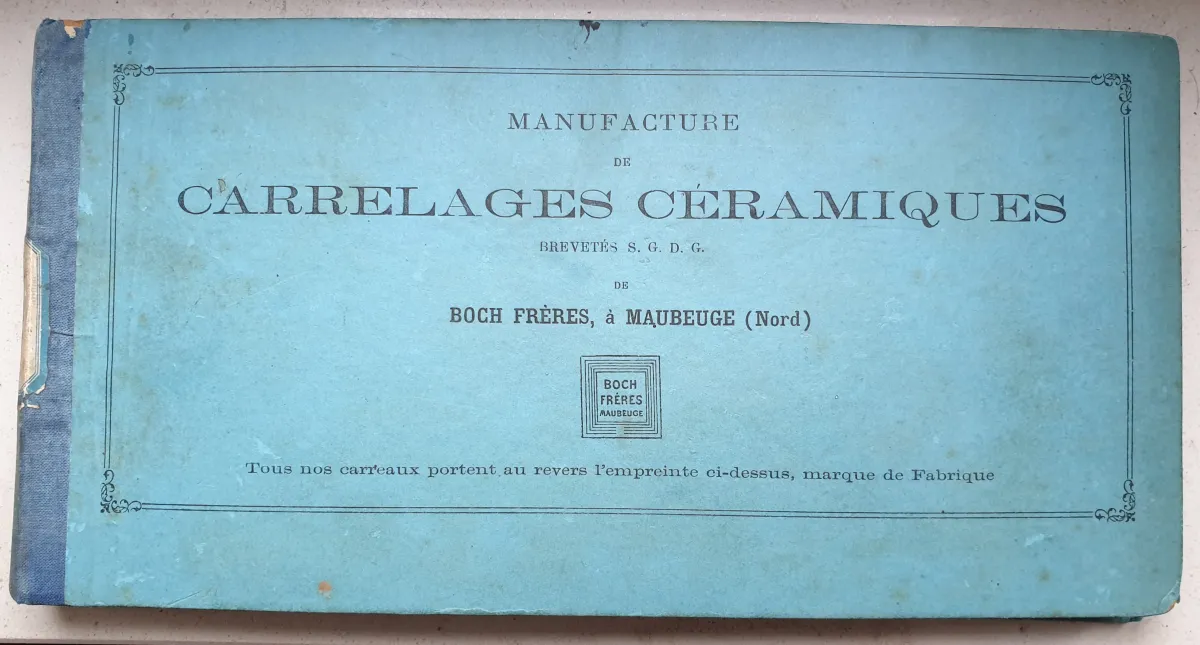 MANUFACTURE
DE
CARRELAGES CÉRAMIQUES
BREVETÉS S. G. D. G.
DE
BOCH FRÈRES, à MAUBEUGE (Nord)
BOCH
FRÉRES
MAUBEUGE
Tous nos carreaux portent au revers l'empreinte ci-dessus, marque de Fabrique